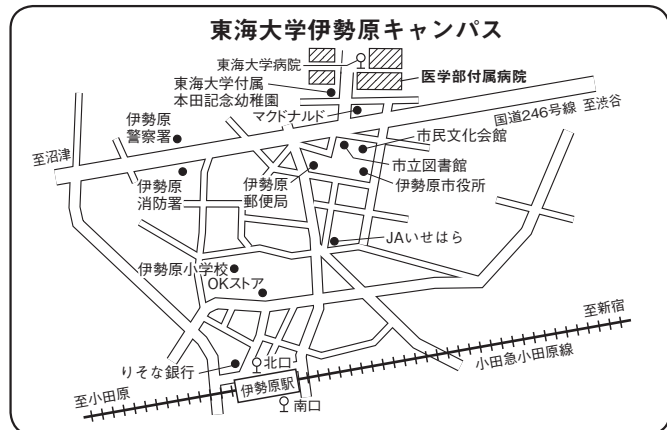 東海大学伊勢原キャンパス
東海大学病院
医学部付属病院
東海大学付属
本田記念幼稚園
マクドナルド
国道246号線
至渋谷
伊勢原
警察署
市民文化会館
至沼津
市立図書館
伊勢原
消防署
伊勢原
郵便局
伊勢原市役所
JAいせはら
伊勢原小学校
OKストア
至新宿
小田急小田原線
りそな銀行
北口
至小田原
伊勢原駅
南口